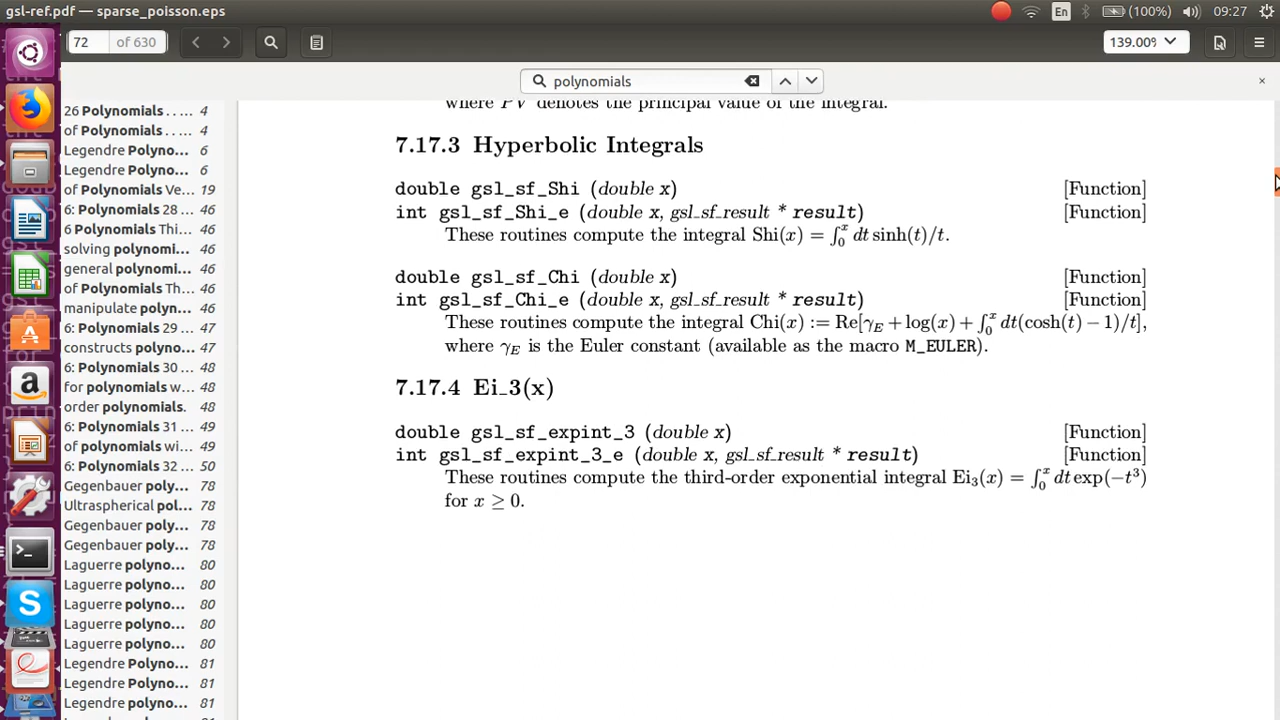 gsl-ref.pdf — sparse_poisson.eps
En (100%) 09:27
72 of 630 139.00%
polynomials
26 Polynomials . . ... 4
of Polynomials . . ... 4
Legendre Polyno... 6
Legendre Polyno... 6
of Polynomials Ve... 19
6: Polynomials 28 ... 46
6 Polynomials Thi... 46
solving polynomi... 46
general polynomi... 46
of Polynomials Th... 46
manipulate polyn... 46
6: Polynomials 29 ... 47
constructs polyno... 47
6: Polynomials 30 ... 48
for polynomials w... 48
order polynomials. 48
6: Polynomials 31 ... 49
of polynomials wi... 49
6: Polynomials 32 ... 50
Gegenbauer poly... 78
Ultraspherical pol... 78
Gegenbauer poly... 78
Gegenbauer poly... 78
Laguerre polyno... 80
Laguerre polyno... 80
Laguerre polyno... 80
Laguerre polyno... 80
Laguerre polyno... 80
Legendre Polyno... 81
Legendre Polyno... 81
Legendre polyno... 81
where PV denotes the principal value of the integral.
7.17.3 Hyperbolic Integrals
double gsl_sf_Shi (double x) [Function]
int gsl_sf_Shi_e (double x, gsl_sf_result * result) [Function]
These routines compute the integral Shi(x) = ∫₀ˣ dt sinh(t)/t.
double gsl_sf_Chi (double x) [Function]
int gsl_sf_Chi_e (double x, gsl_sf_result * result) [Function]
These routines compute the integral Chi(x) := Re[γ_E + log(x) + ∫₀ˣ dt(cosh(t) − 1)/t],
where γ_E is the Euler constant (available as the macro M_EULER).
7.17.4 Ei_3(x)
double gsl_sf_expint_3 (double x) [Function]
int gsl_sf_expint_3_e (double x, gsl_sf_result * result) [Function]
These routines compute the third-order exponential integral Ei₃(x) = ∫₀ˣ dt exp(−t³)
for x ≥ 0.